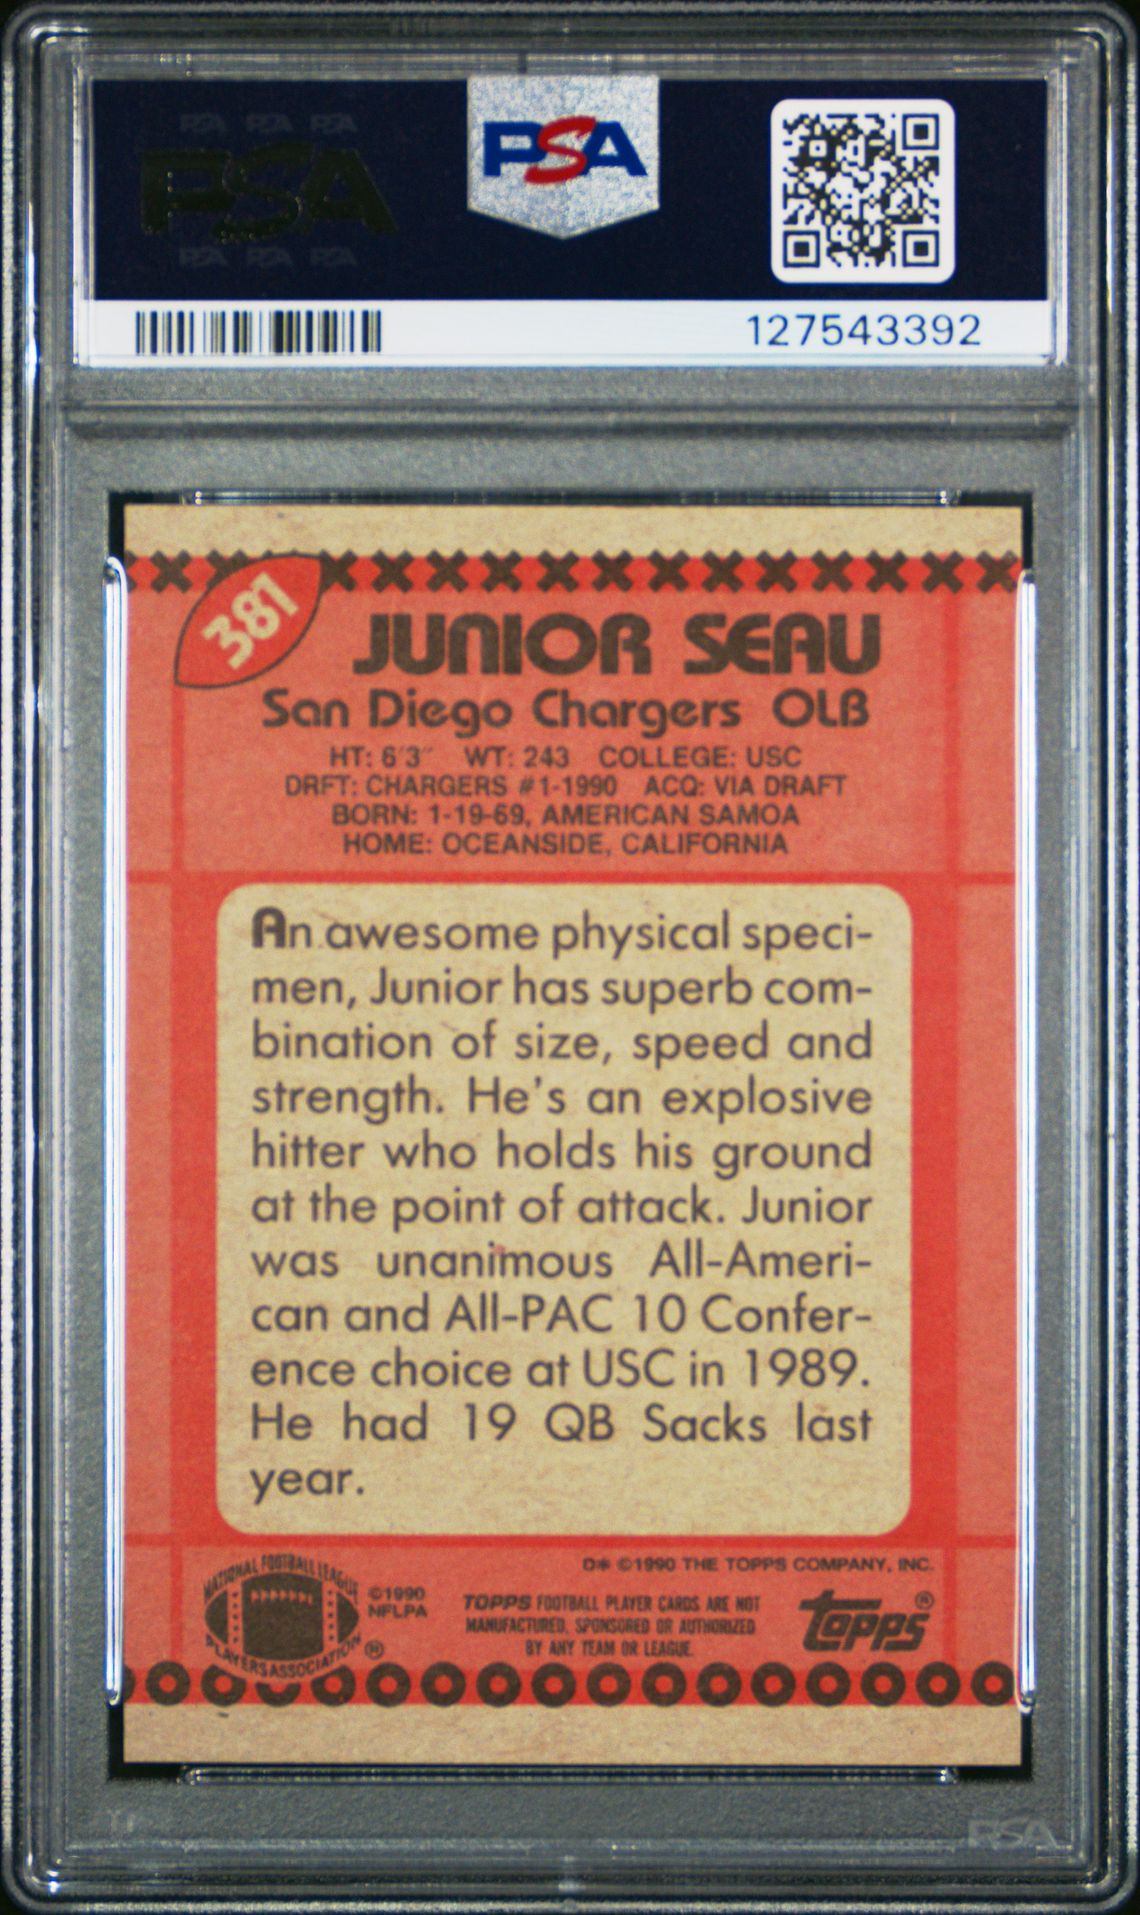 PSA PSA PSA
PSA
PSA PSA PSA
PSA
127543392
381
JUNIOR SEAU
San Diego Chargers OLB
HT: 6'3" WT: 243 COLLEGE: USC
DRFT: CHARGERS #1-1990 ACQ: VIA DRAFT
BORN: 1-19-69, AMERICAN SAMOA
HOME: OCEANSIDE, CALIFORNIA
An awesome physical speci-
men, Junior has superb com-
bination of size, speed and
strength. He's an explosive
hitter who holds his ground
at the point of attack. Junior
was unanimous All-Ameri-
can and All-PAC 10 Confer-
ence choice at USC in 1989.
He had 19 QB Sacks last
year.
NATIONAL FOOTBALL LEAGUE
PLAYERS ASSOCIATION ®
©1990
NFLPA
D* ©1990 THE TOPPS COMPANY, INC.
TOPPS FOOTBALL PLAYER CARDS ARE NOT
MANUFACTURED, SPONSORED OR AUTHORIZED
BY ANY TEAM OR LEAGUE.
topps®
PSA